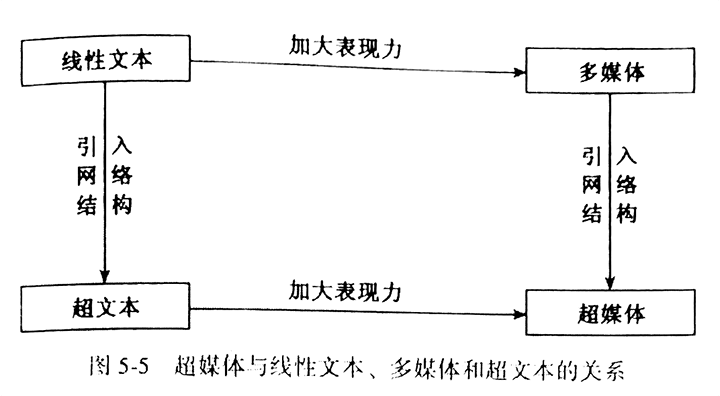 加大表现力
线性文本
多媒体
引入
网络
结构
引入
网络
结构
加大表现力
超文本
超媒体
图 5-5 超媒体与线性文本、多媒体和超文本的关系